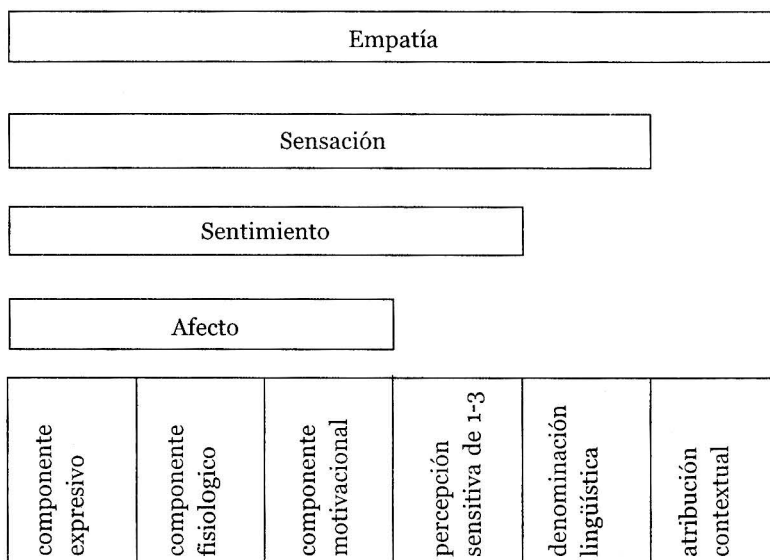 Empatía
Sensación
Sentimiento
Afecto
componente
expresivo
componente
fisiologico
componente
motivacional
percepción
sensitiva de 1-3
denominación
lingüística
atribución
contextual